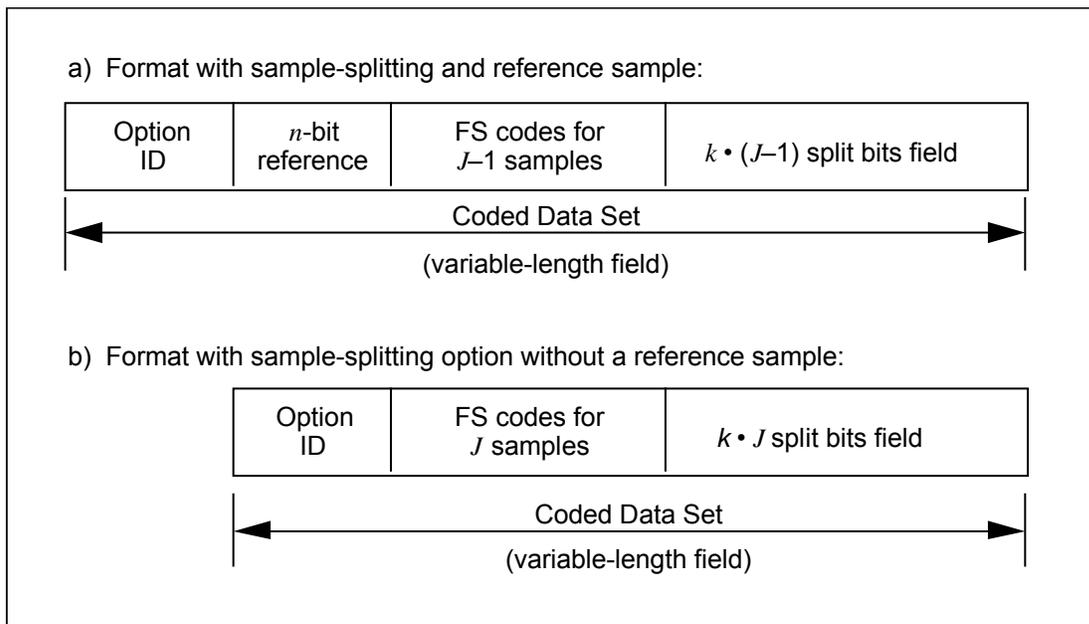 a) Format with sample-splitting and reference sample:
Option
ID
n-bit
reference
FS codes for
J–1 samples
k • (J–1) split bits field
Coded Data Set
(variable-length field)
b) Format with sample-splitting option without a reference sample:
Option
ID
FS codes for
J samples
k • J split bits field
Coded Data Set
(variable-length field)